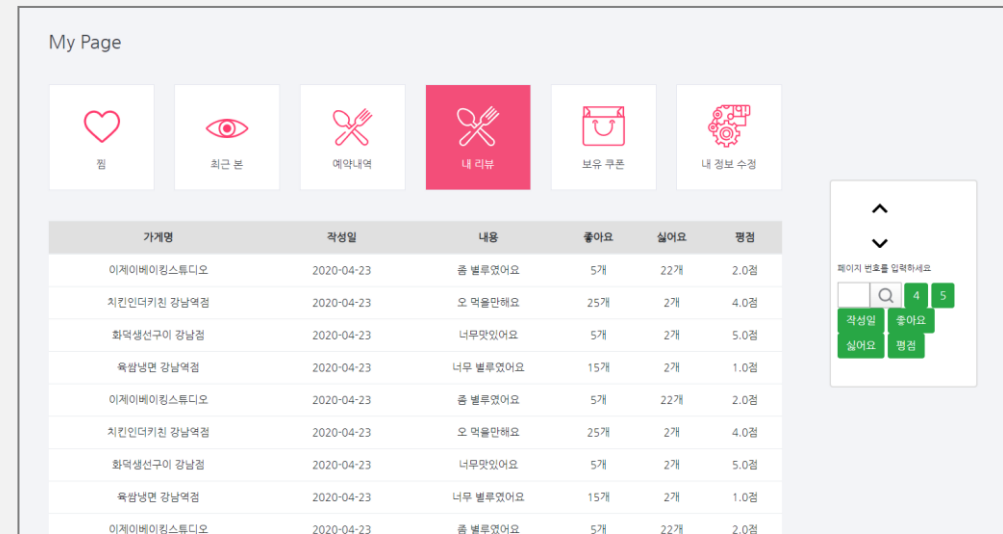 My Page
찜
최근 본
예약내역
내 리뷰
보유 쿠폰
내 정보 수정
가게명 작성일 내용 좋아요 싫어요 평점
이제이베이킹스튜디오 2020-04-23 좀 별루였어요 5개 22개 2.0점
치킨인더키친 강남역점 2020-04-23 오 먹을만해요 25개 2개 4.0점
화덕생선구이 강남점 2020-04-23 너무맛있어요 5개 2개 5.0점
육쌈냉면 강남역점 2020-04-23 너무 별루였어요 15개 2개 1.0점
이제이베이킹스튜디오 2020-04-23 좀 별루였어요 5개 22개 2.0점
치킨인더키친 강남역점 2020-04-23 오 먹을만해요 25개 2개 4.0점
화덕생선구이 강남점 2020-04-23 너무맛있어요 5개 2개 5.0점
육쌈냉면 강남역점 2020-04-23 너무 별루였어요 15개 2개 1.0점
이제이베이킹스튜디오 2020-04-23 좀 별루였어요 5개 22개 2.0점
페이지 번호를 입력하세요
4 5
작성일 좋아요
싫어요 평점